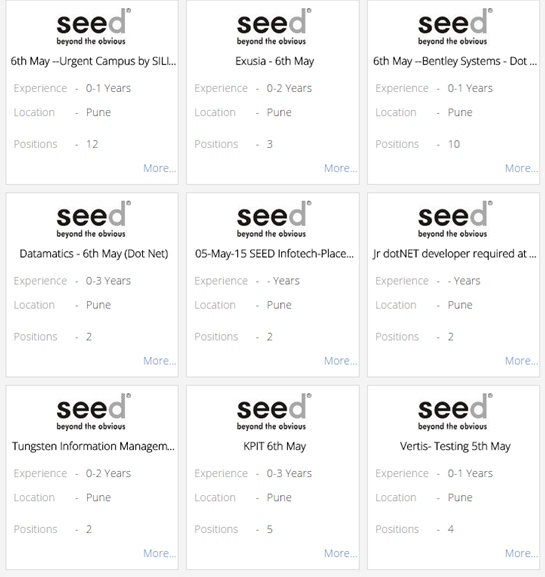 seed®
beyond the obvious
6th May --Urgent Campus by SILI...
Experience - 0-1 Years
Location - Pune
Positions - 12
More...
seed®
beyond the obvious
Exusia - 6th May
Experience - 0-2 Years
Location - Pune
Positions - 3
More...
seed®
beyond the obvious
6th May --Bentley Systems - Dot ...
Experience - 0-1 Years
Location - Pune
Positions - 10
More...
seed®
beyond the obvious
Datamatics - 6th May (Dot Net)
Experience - 0-3 Years
Location - Pune
Positions - 2
More...
seed®
beyond the obvious
05-May-15 SEED Infotech-Place...
Experience - - Years
Location - Pune
Positions - 2
More...
seed®
beyond the obvious
Jr dotNET developer required at ...
Experience - - Years
Location - Pune
Positions - 2
More...
seed®
beyond the obvious
Tungsten Information Managem...
Experience - 0-2 Years
Location - Pune
Positions - 2
More...
seed®
beyond the obvious
KPIT 6th May
Experience - 0-3 Years
Location - Pune
Positions - 5
More...
seed®
beyond the obvious
Vertis- Testing 5th May
Experience - 0-1 Years
Location - Pune
Positions - 4
More...